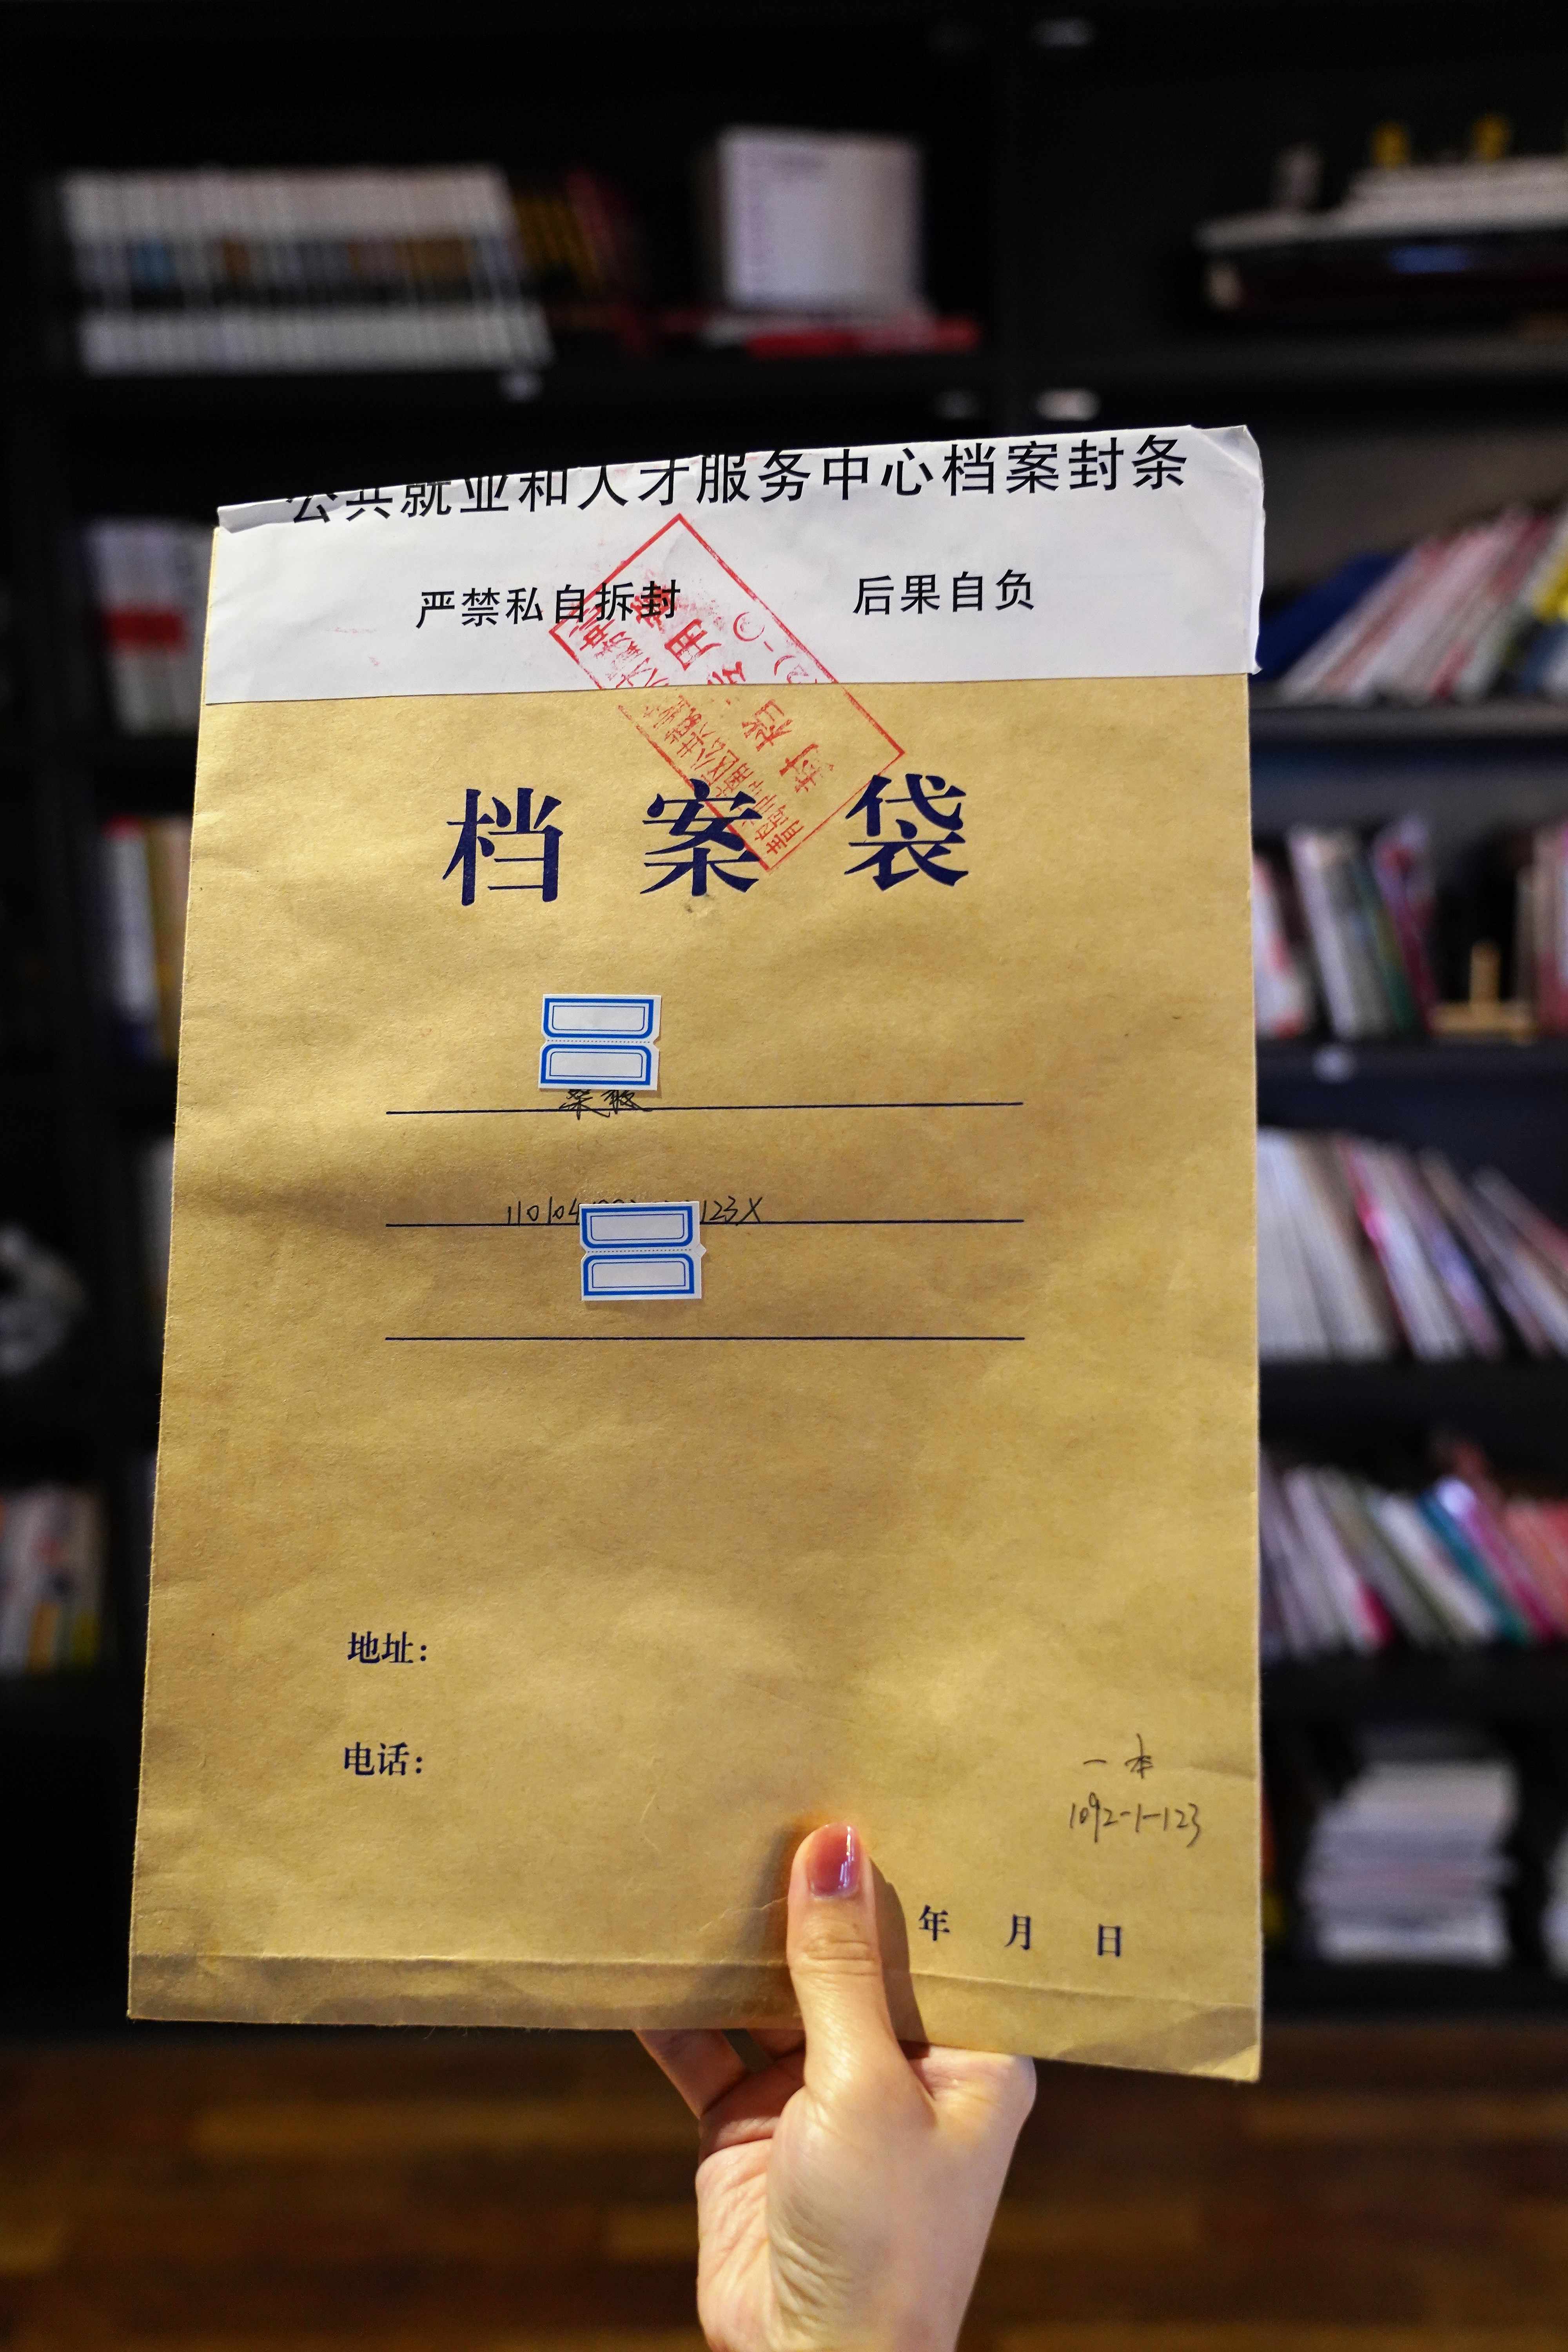 公共就业和人才服务中心档案封条
严禁私自拆封 后果自负
档案袋
110104 123X
地址：
电话：
一本
1092-1-123
年 月 日